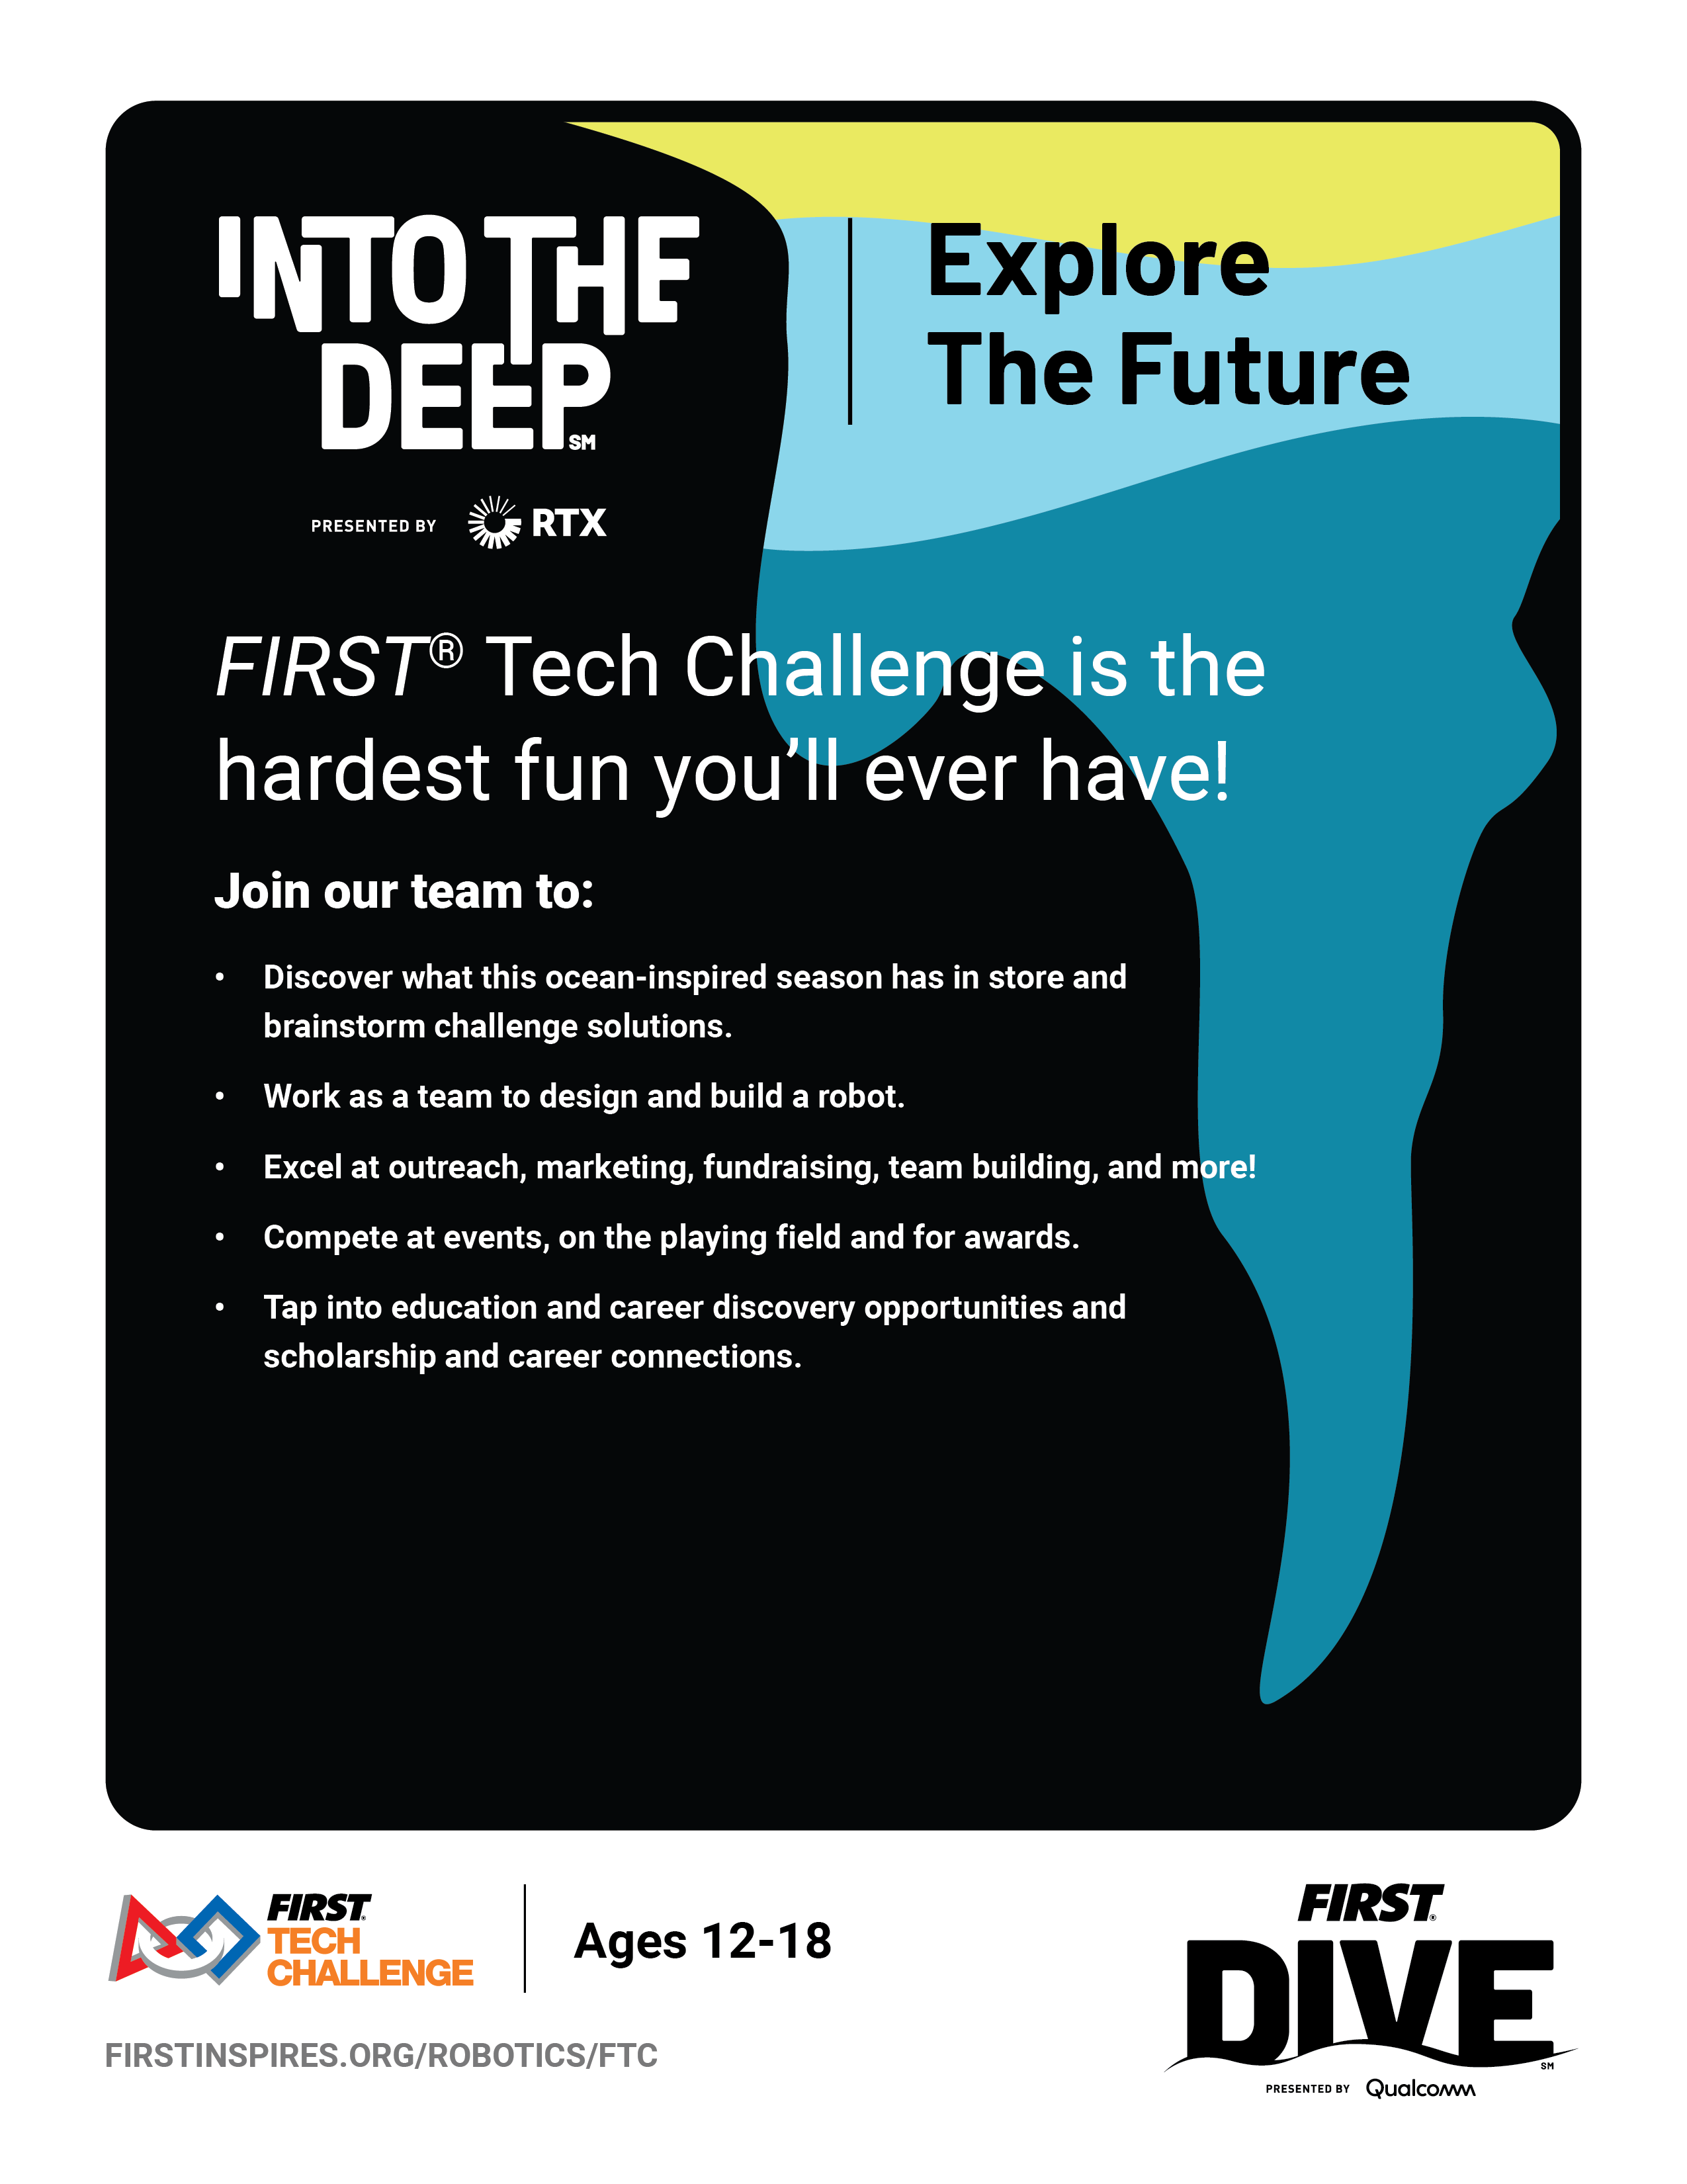 INTO THE
DEEP℠
PRESENTED BY RTX
Explore
The Future
FIRST® Tech Challenge is the
hardest fun you’ll ever have!
Join our team to:
• Discover what this ocean-inspired season has in store and
brainstorm challenge solutions.
• Work as a team to design and build a robot.
• Excel at outreach, marketing, fundraising, team building, and more!
• Compete at events, on the playing field and for awards.
• Tap into education and career discovery opportunities and
scholarship and career connections.
FIRST®
TECH
CHALLENGE
Ages 12-18
FIRSTINSPIRES.ORG/ROBOTICS/FTC
FIRST®
DIVE℠
PRESENTED BY Qualcomm